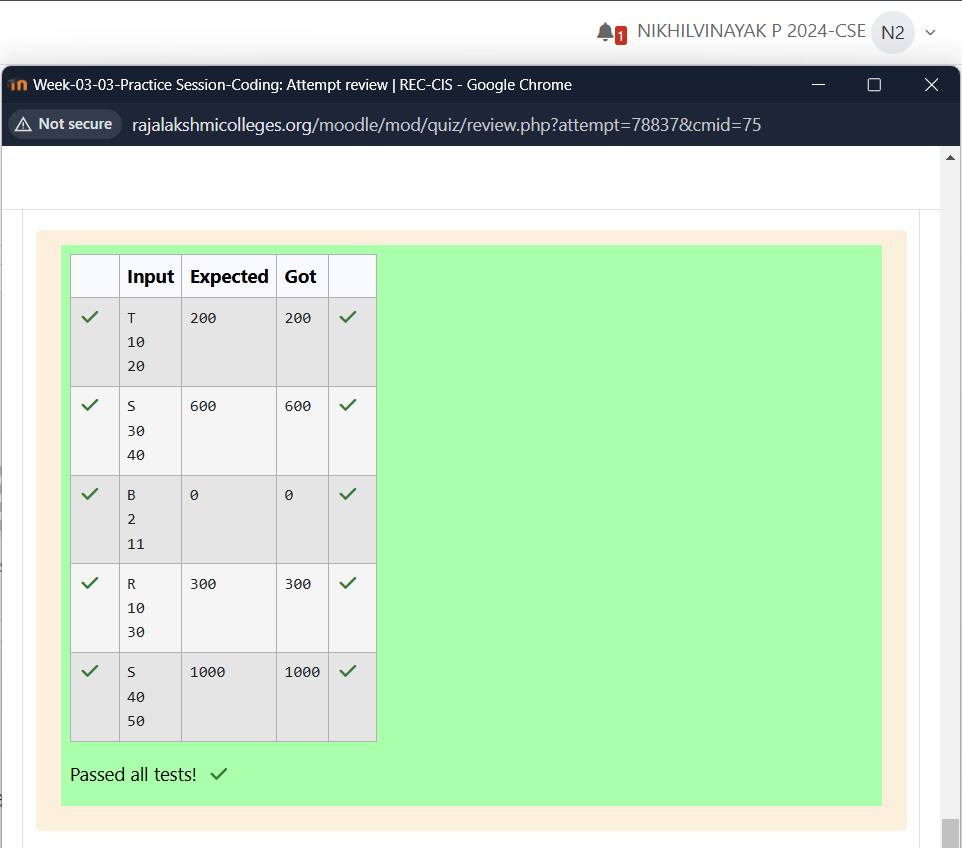 1 NIKHILVINAYAK P 2024-CSE N2
Week-03-03-Practice Session-Coding: Attempt review | REC-CIS - Google Chrome
Not secure rajalakshmicolleges.org/moodle/mod/quiz/review.php?attempt=78837&cmid=75
Input Expected Got
T 200 200
10
20
S 600 600
30
40
B 0 0
2
11
R 300 300
10
30
S 1000 1000
40
50
Passed all tests!